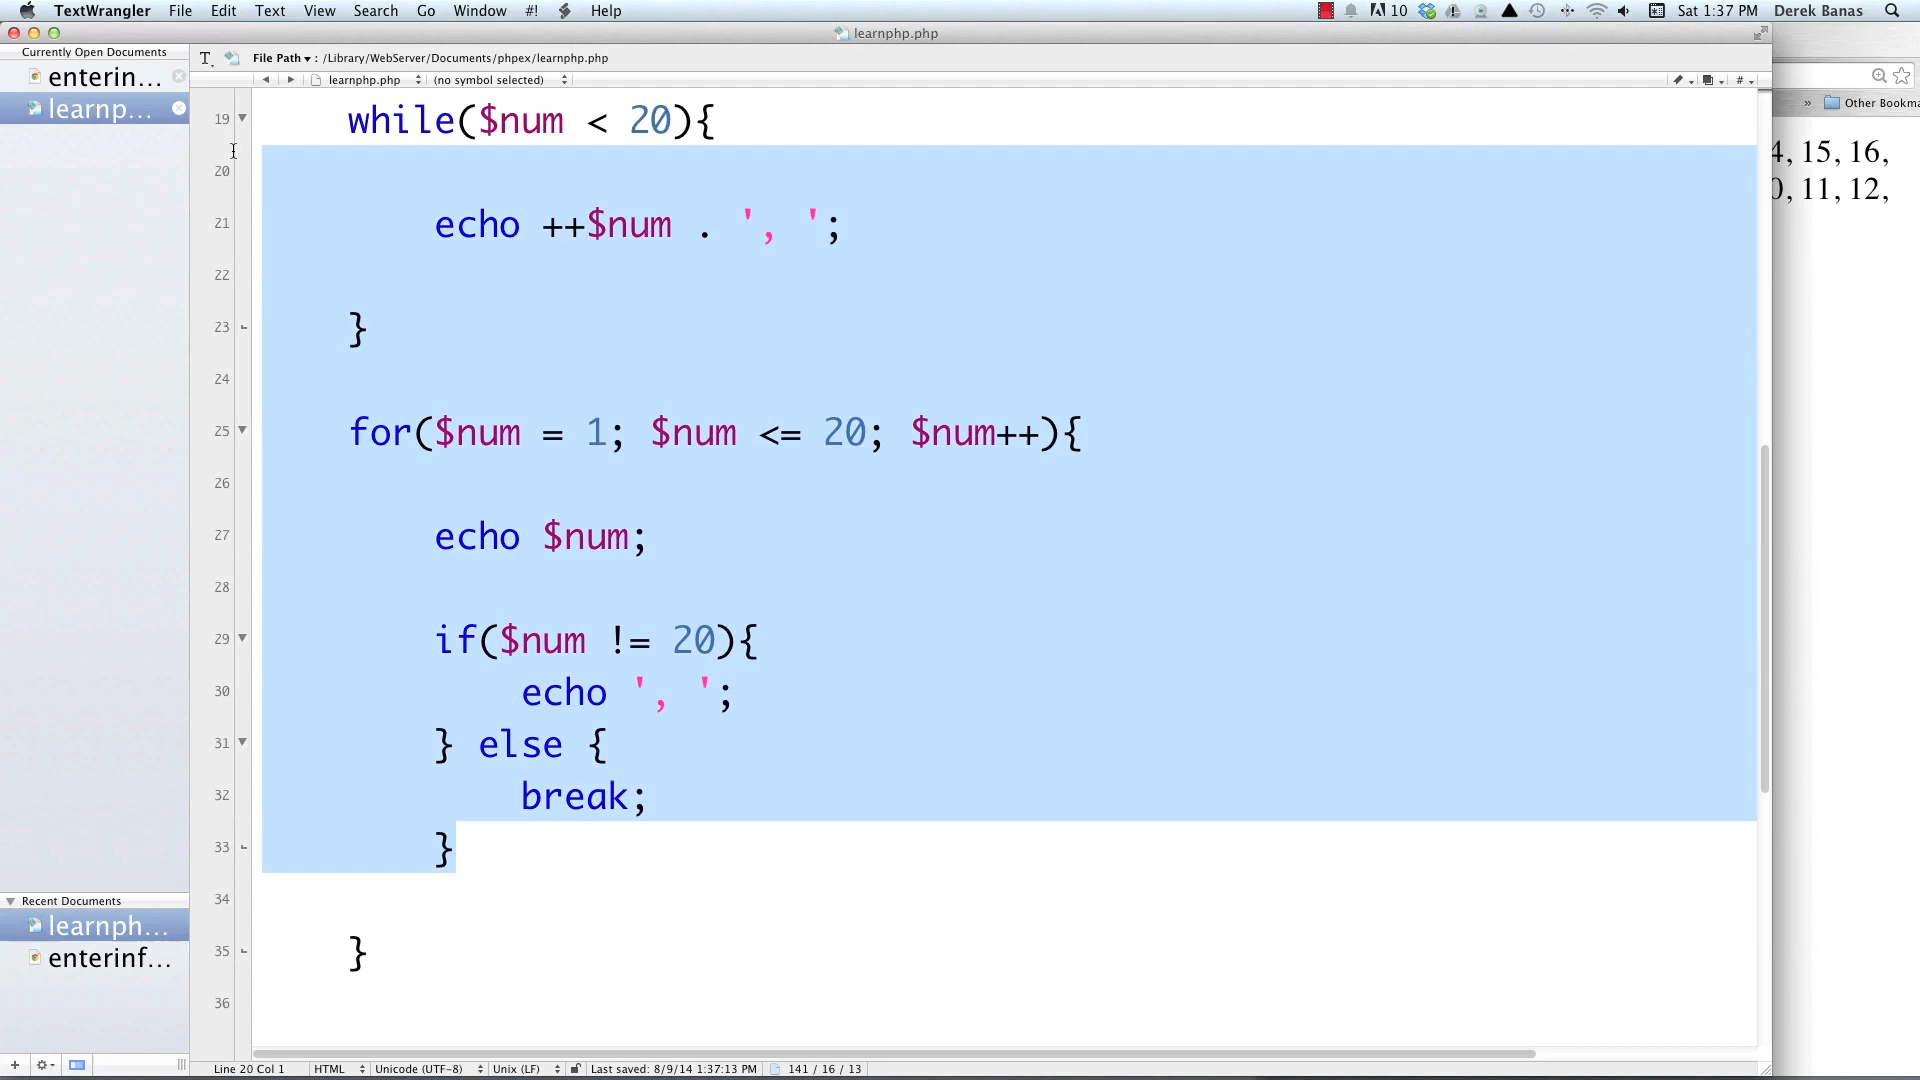 TextWrangler File Edit Text View Search Go Window #! Help 10 Sat 1:37 PM Derek Banas
learnphp.php
Currently Open Documents
File Path ▾ : /Library/WebServer/Documents/phpex/learnphp.php
enterin...
learnphp.php (no symbol selected) #
learnp...
» Other Bookma
19 while($num < 20){
4, 15, 16,
20
0, 11, 12,
21 echo ++$num . ', ';
22
23 }
24
25 for($num = 1; $num <= 20; $num++){
26
27 echo $num;
28
29 if($num != 20){
30 echo ', ';
31 } else {
32 break;
33 }
34
Recent Documents
learnph...
35 }
enterinf...
36
Line 20 Col 1 HTML Unicode (UTF-8) Unix (LF) Last saved: 8/9/14 1:37:13 PM 141 / 16 / 13